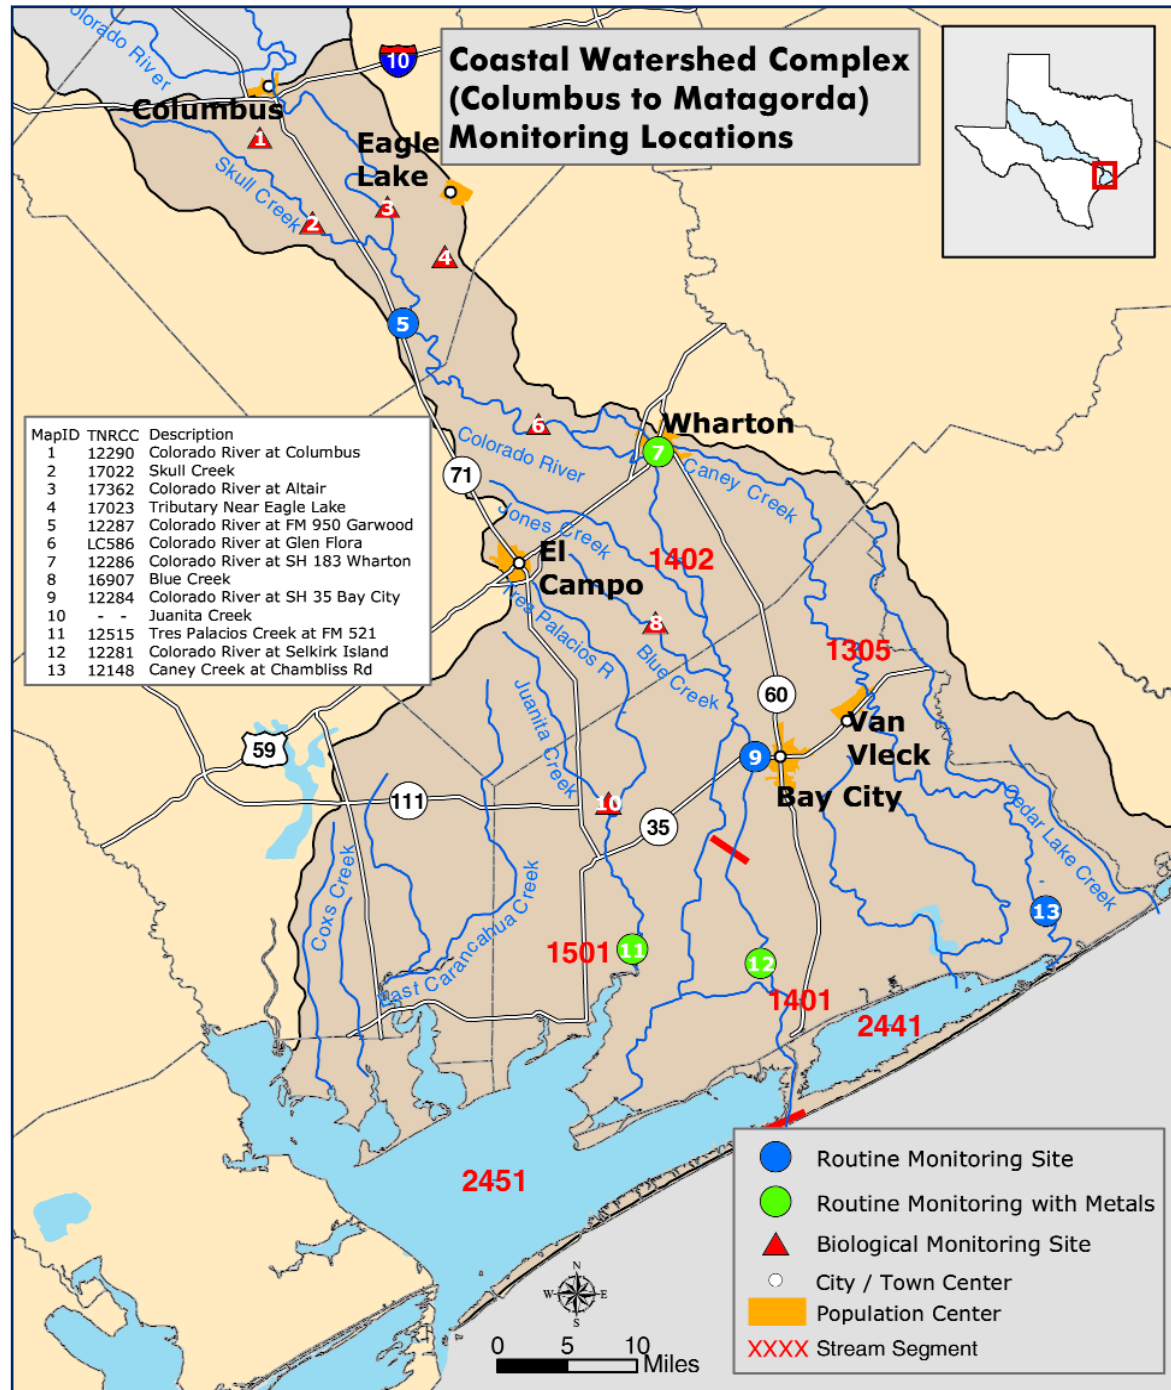 Colorado River
10
Coastal Watershed Complex
(Columbus to Matagorda)
Monitoring Locations
Columbus
1
Eagle
Lake
Skull Creek
2
3
4
5
MapID TNRCC Description
1 12290 Colorado River at Columbus
2 17022 Skull Creek
3 17362 Colorado River at Altair
4 17023 Tributary Near Eagle Lake
5 12287 Colorado River at FM 950 Garwood
6 LC586 Colorado River at Glen Flora
7 12286 Colorado River at SH 183 Wharton
8 16907 Blue Creek
9 12284 Colorado River at SH 35 Bay City
10 - - Juanita Creek
11 12515 Tres Palacios Creek at FM 521
12 12281 Colorado River at Selkirk Island
13 12148 Caney Creek at Chambliss Rd
6
Wharton
7
Colorado River
Caney Creek
71
Jones Creek
1402
El
Campo
Tres Palacios R
8
Blue Creek
1305
Juanita Creek
60
Van
Vleck
59
9
Bay City
111
10
35
Cedar Lake Creek
Coxs Creek
East Carancahua Creek
13
1501
11
12
1401
2441
2451
Routine Monitoring Site
Routine Monitoring with Metals
Biological Monitoring Site
City / Town Center
Population Center
XXXX Stream Segment
N
W E
S
0 5 10
Miles